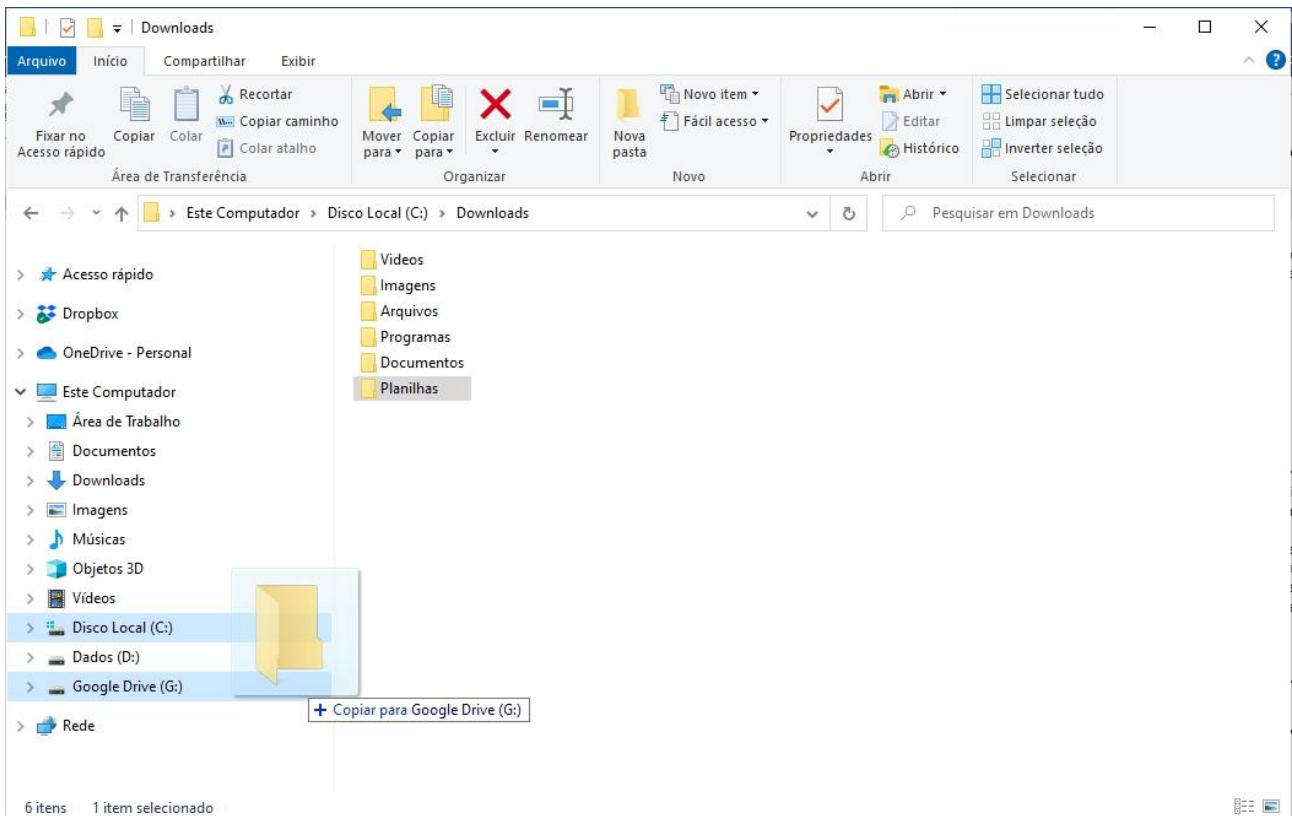 Downloads
Arquivo Início Compartilhar Exibir
Fixar no Acesso rápido
Copiar
Colar
Recortar
Copiar caminho
Colar atalho
Mover para
Copiar para
Excluir
Renomear
Nova pasta
Novo item
Fácil acesso
Propriedades
Abrir
Editar
Histórico
Selecionar tudo
Limpar seleção
Inverter seleção
Área de Transferência Organizar Novo Abrir Selecionar
Este Computador > Disco Local (C:) > Downloads
Pesquisar em Downloads
Acesso rápido
Dropbox
OneDrive - Personal
Este Computador
Área de Trabalho
Documentos
Downloads
Imagens
Músicas
Objetos 3D
Vídeos
Disco Local (C:)
Dados (D:)
Google Drive (G:)
Rede
Videos
Imagens
Arquivos
Programas
Documentos
Planilhas
+ Copiar para Google Drive (G:)
6 itens 1 item selecionado